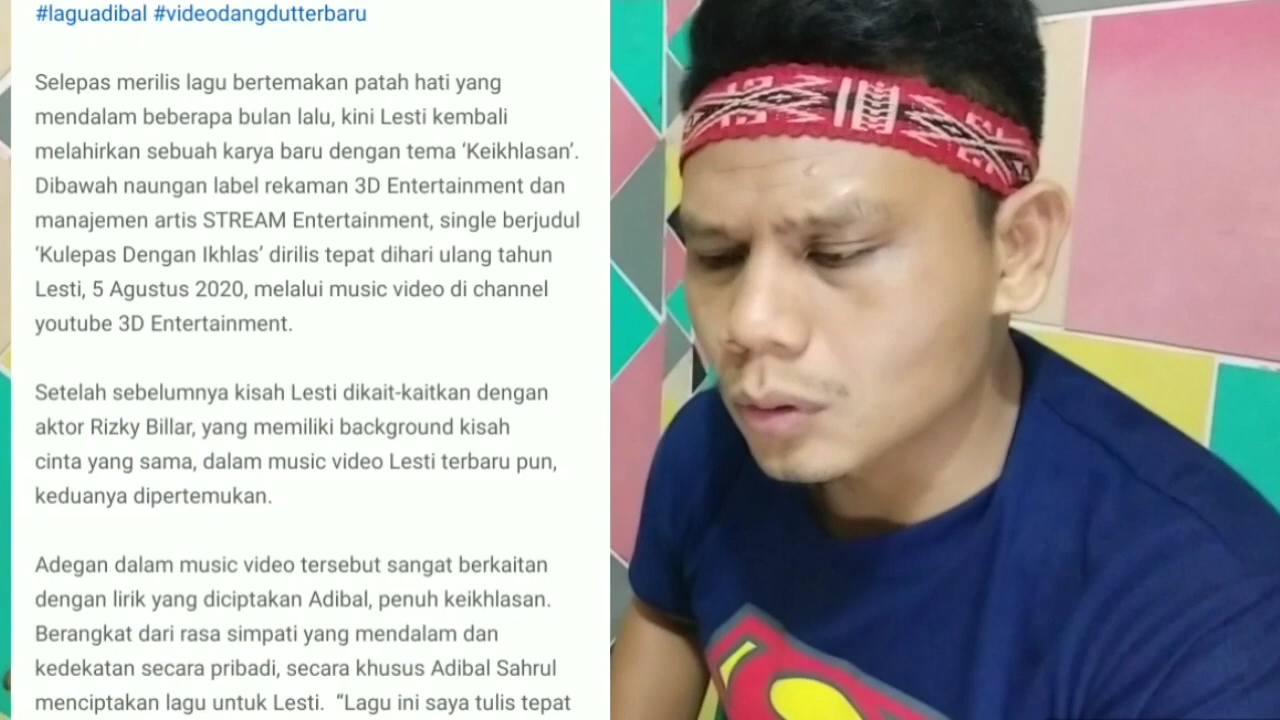 #laguadibal #videodangdutterbaru
Selepas merilis lagu bertemakan patah hati yang
mendalam beberapa bulan lalu, kini Lesti kembali
melahirkan sebuah karya baru dengan tema ‘Keikhlasan’.
Dibawah naungan label rekaman 3D Entertainment dan
manajemen artis STREAM Entertainment, single berjudul
‘Kulepas Dengan Ikhlas’ dirilis tepat dihari ulang tahun
Lesti, 5 Agustus 2020, melalui music video di channel
youtube 3D Entertainment.
Setelah sebelumnya kisah Lesti dikait-kaitkan dengan
aktor Rizky Billar, yang memiliki background kisah
cinta yang sama, dalam music video Lesti terbaru pun,
keduanya dipertemukan.
Adegan dalam music video tersebut sangat berkaitan
dengan lirik yang diciptakan Adibal, penuh keikhlasan.
Berangkat dari rasa simpati yang mendalam dan
kedekatan secara pribadi, secara khusus Adibal Sahrul
menciptakan lagu untuk Lesti. “Lagu ini saya tulis tepat